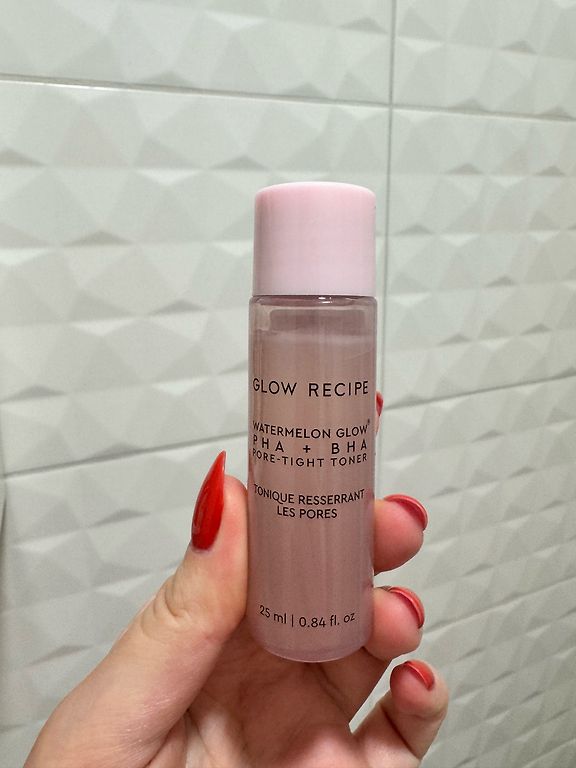 GLOW RECIPE
WATERMELON GLOW®
PHA + BHA
PORE-TIGHT TONER
TONIQUE RESSERRANT
LES PORES
25 ml | 0.84 fl. oz